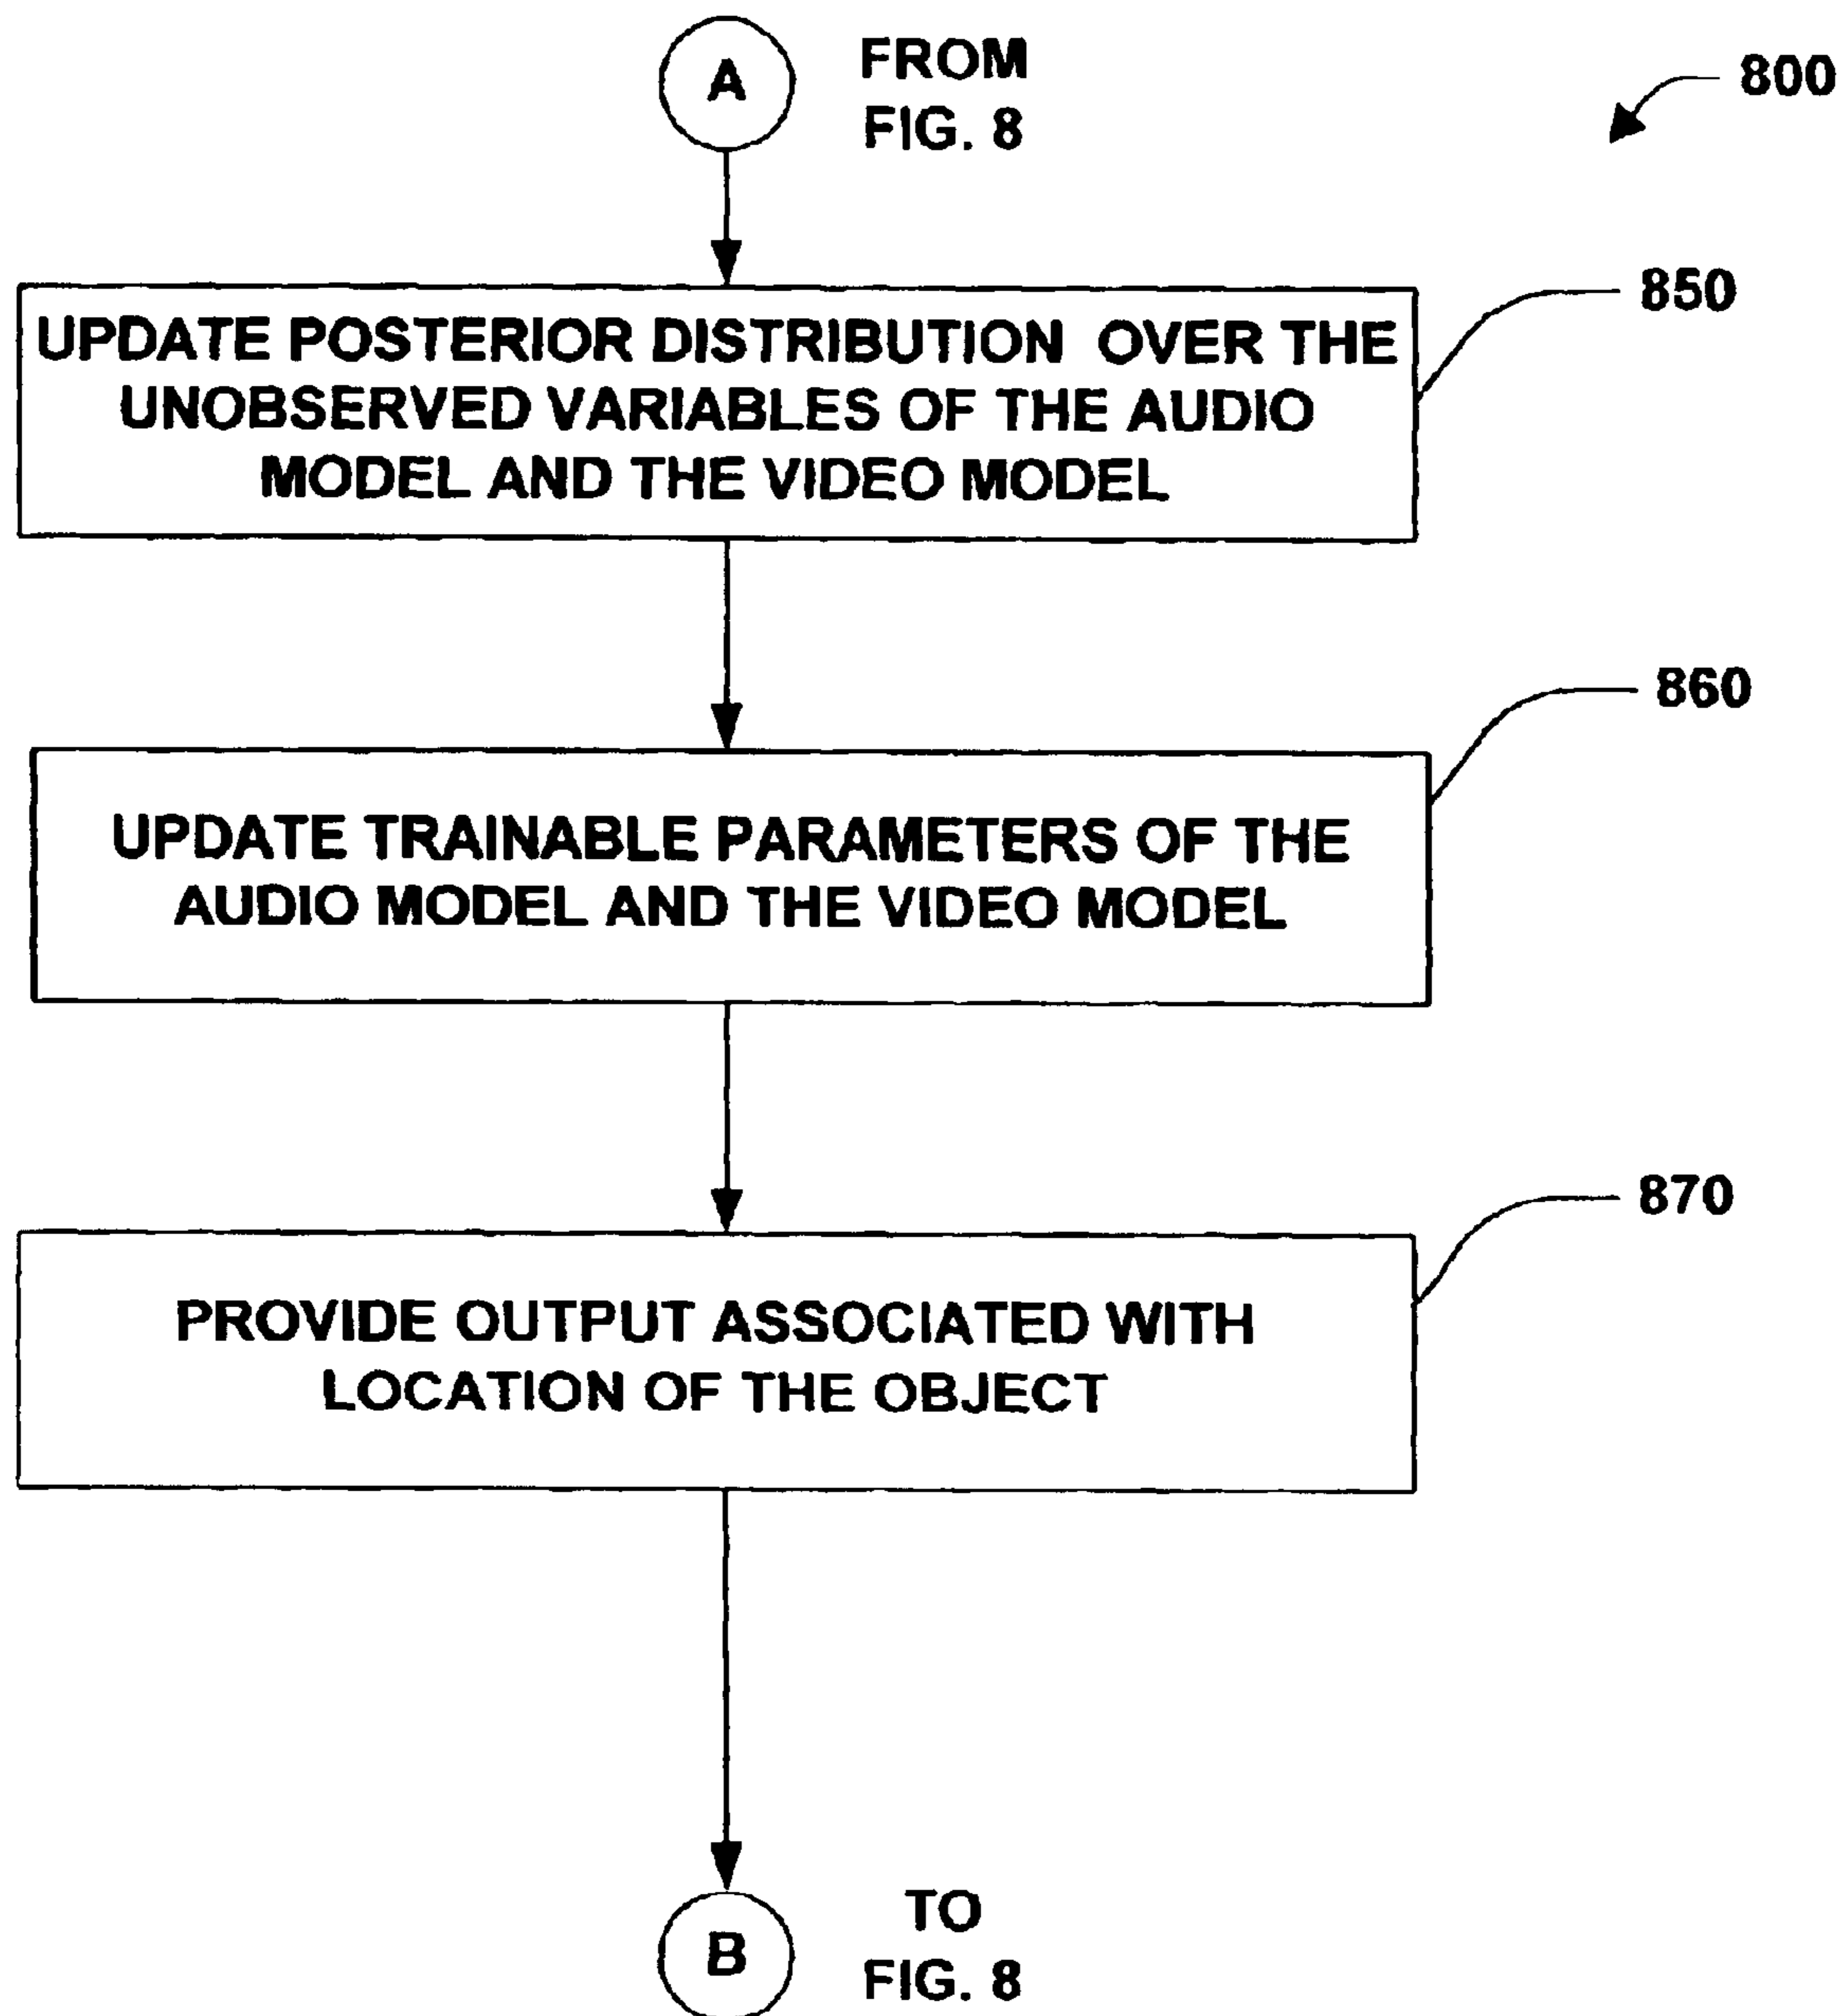 A
FROM
FIG. 8
800
850
UPDATE POSTERIOR DISTRIBUTION OVER THE
UNOBSERVED VARIABLES OF THE AUDIO
MODEL AND THE VIDEO MODEL
860
UPDATE TRAINABLE PARAMETERS OF THE
AUDIO MODEL AND THE VIDEO MODEL
870
PROVIDE OUTPUT ASSOCIATED WITH
LOCATION OF THE OBJECT
B
TO
FIG. 8